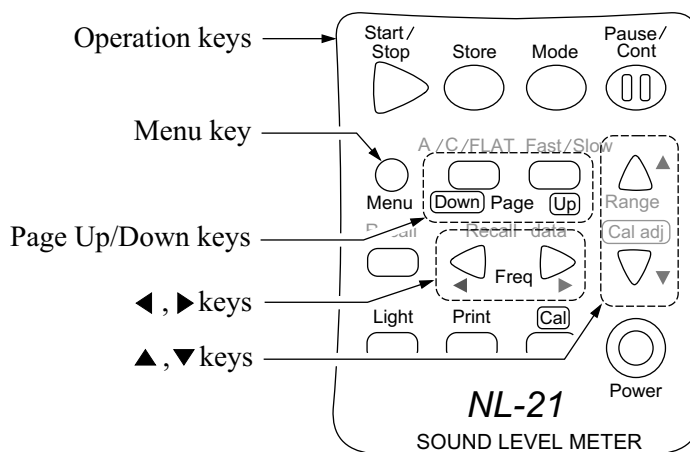 Operation keys
Start/
Stop
Store
Mode
Pause/
Cont
Menu key
A /C/FLAT
Fast/Slow
Menu
Down
Page
Up
Range
Page Up/Down keys
Recall
Recall data
Cal adj
◀ , ▶ keys
Freq
▲ , ▼ keys
Light
Print
Cal
Power
NL-21
SOUND LEVEL METER